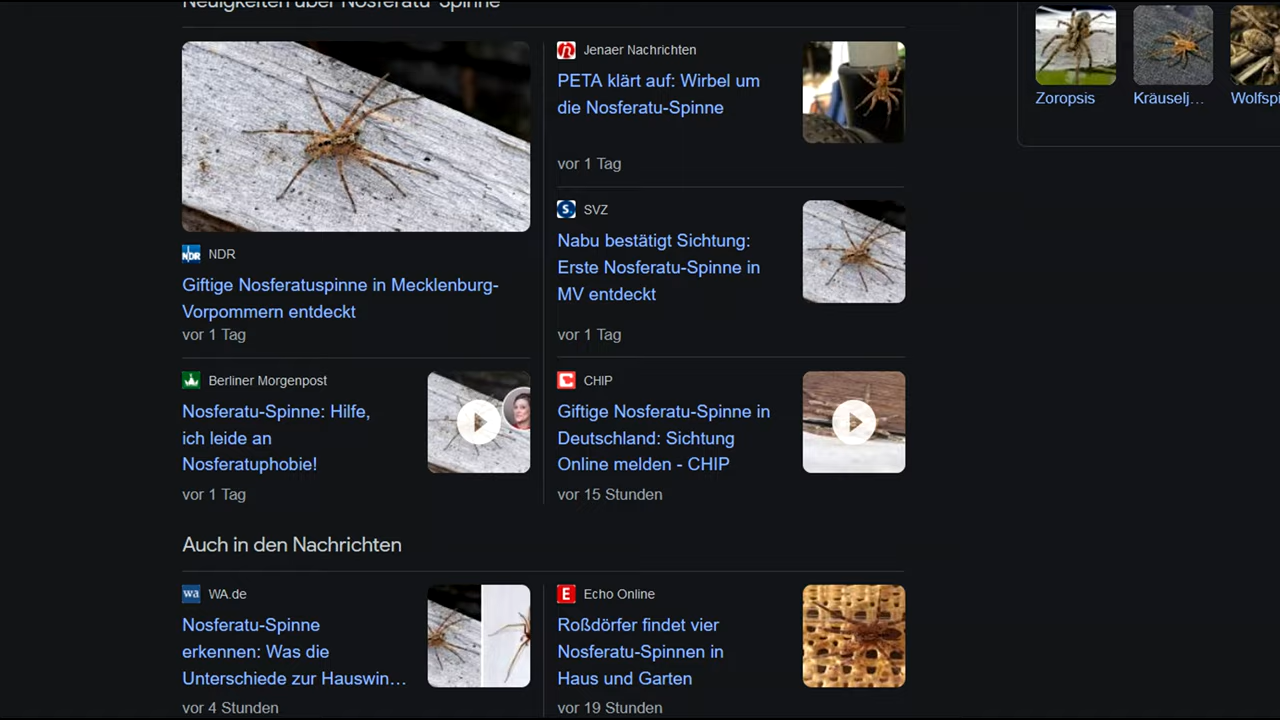 Neuigkeiten über Nosferatu-Spinne
NDR
Giftige Nosferatuspinne in Mecklenburg-
Vorpommern entdeckt
vor 1 Tag
Jenaer Nachrichten
PETA klärt auf: Wirbel um
die Nosferatu-Spinne
vor 1 Tag
SVZ
Nabu bestätigt Sichtung:
Erste Nosferatu-Spinne in
MV entdeckt
vor 1 Tag
Berliner Morgenpost
Nosferatu-Spinne: Hilfe,
ich leide an
Nosferatuphobie!
vor 1 Tag
CHIP
Giftige Nosferatu-Spinne in
Deutschland: Sichtung
Online melden - CHIP
vor 15 Stunden
Auch in den Nachrichten
wa WA.de
Nosferatu-Spinne
erkennen: Was die
Unterschiede zur Hauswin...
vor 4 Stunden
E Echo Online
Roßdörfer findet vier
Nosferatu-Spinnen in
Haus und Garten
vor 19 Stunden
Zoropsis
Kräuselj...
Wolfspi